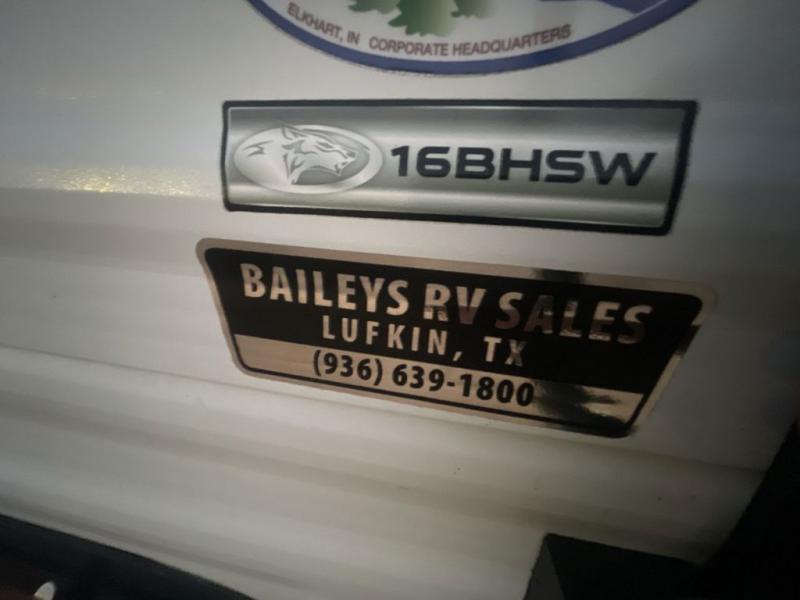 ELKHART, IN CORPORATE HEADQUARTERS
16BHSW
BAILEYS RV SALES
LUFKIN, TX
(936) 639-1800